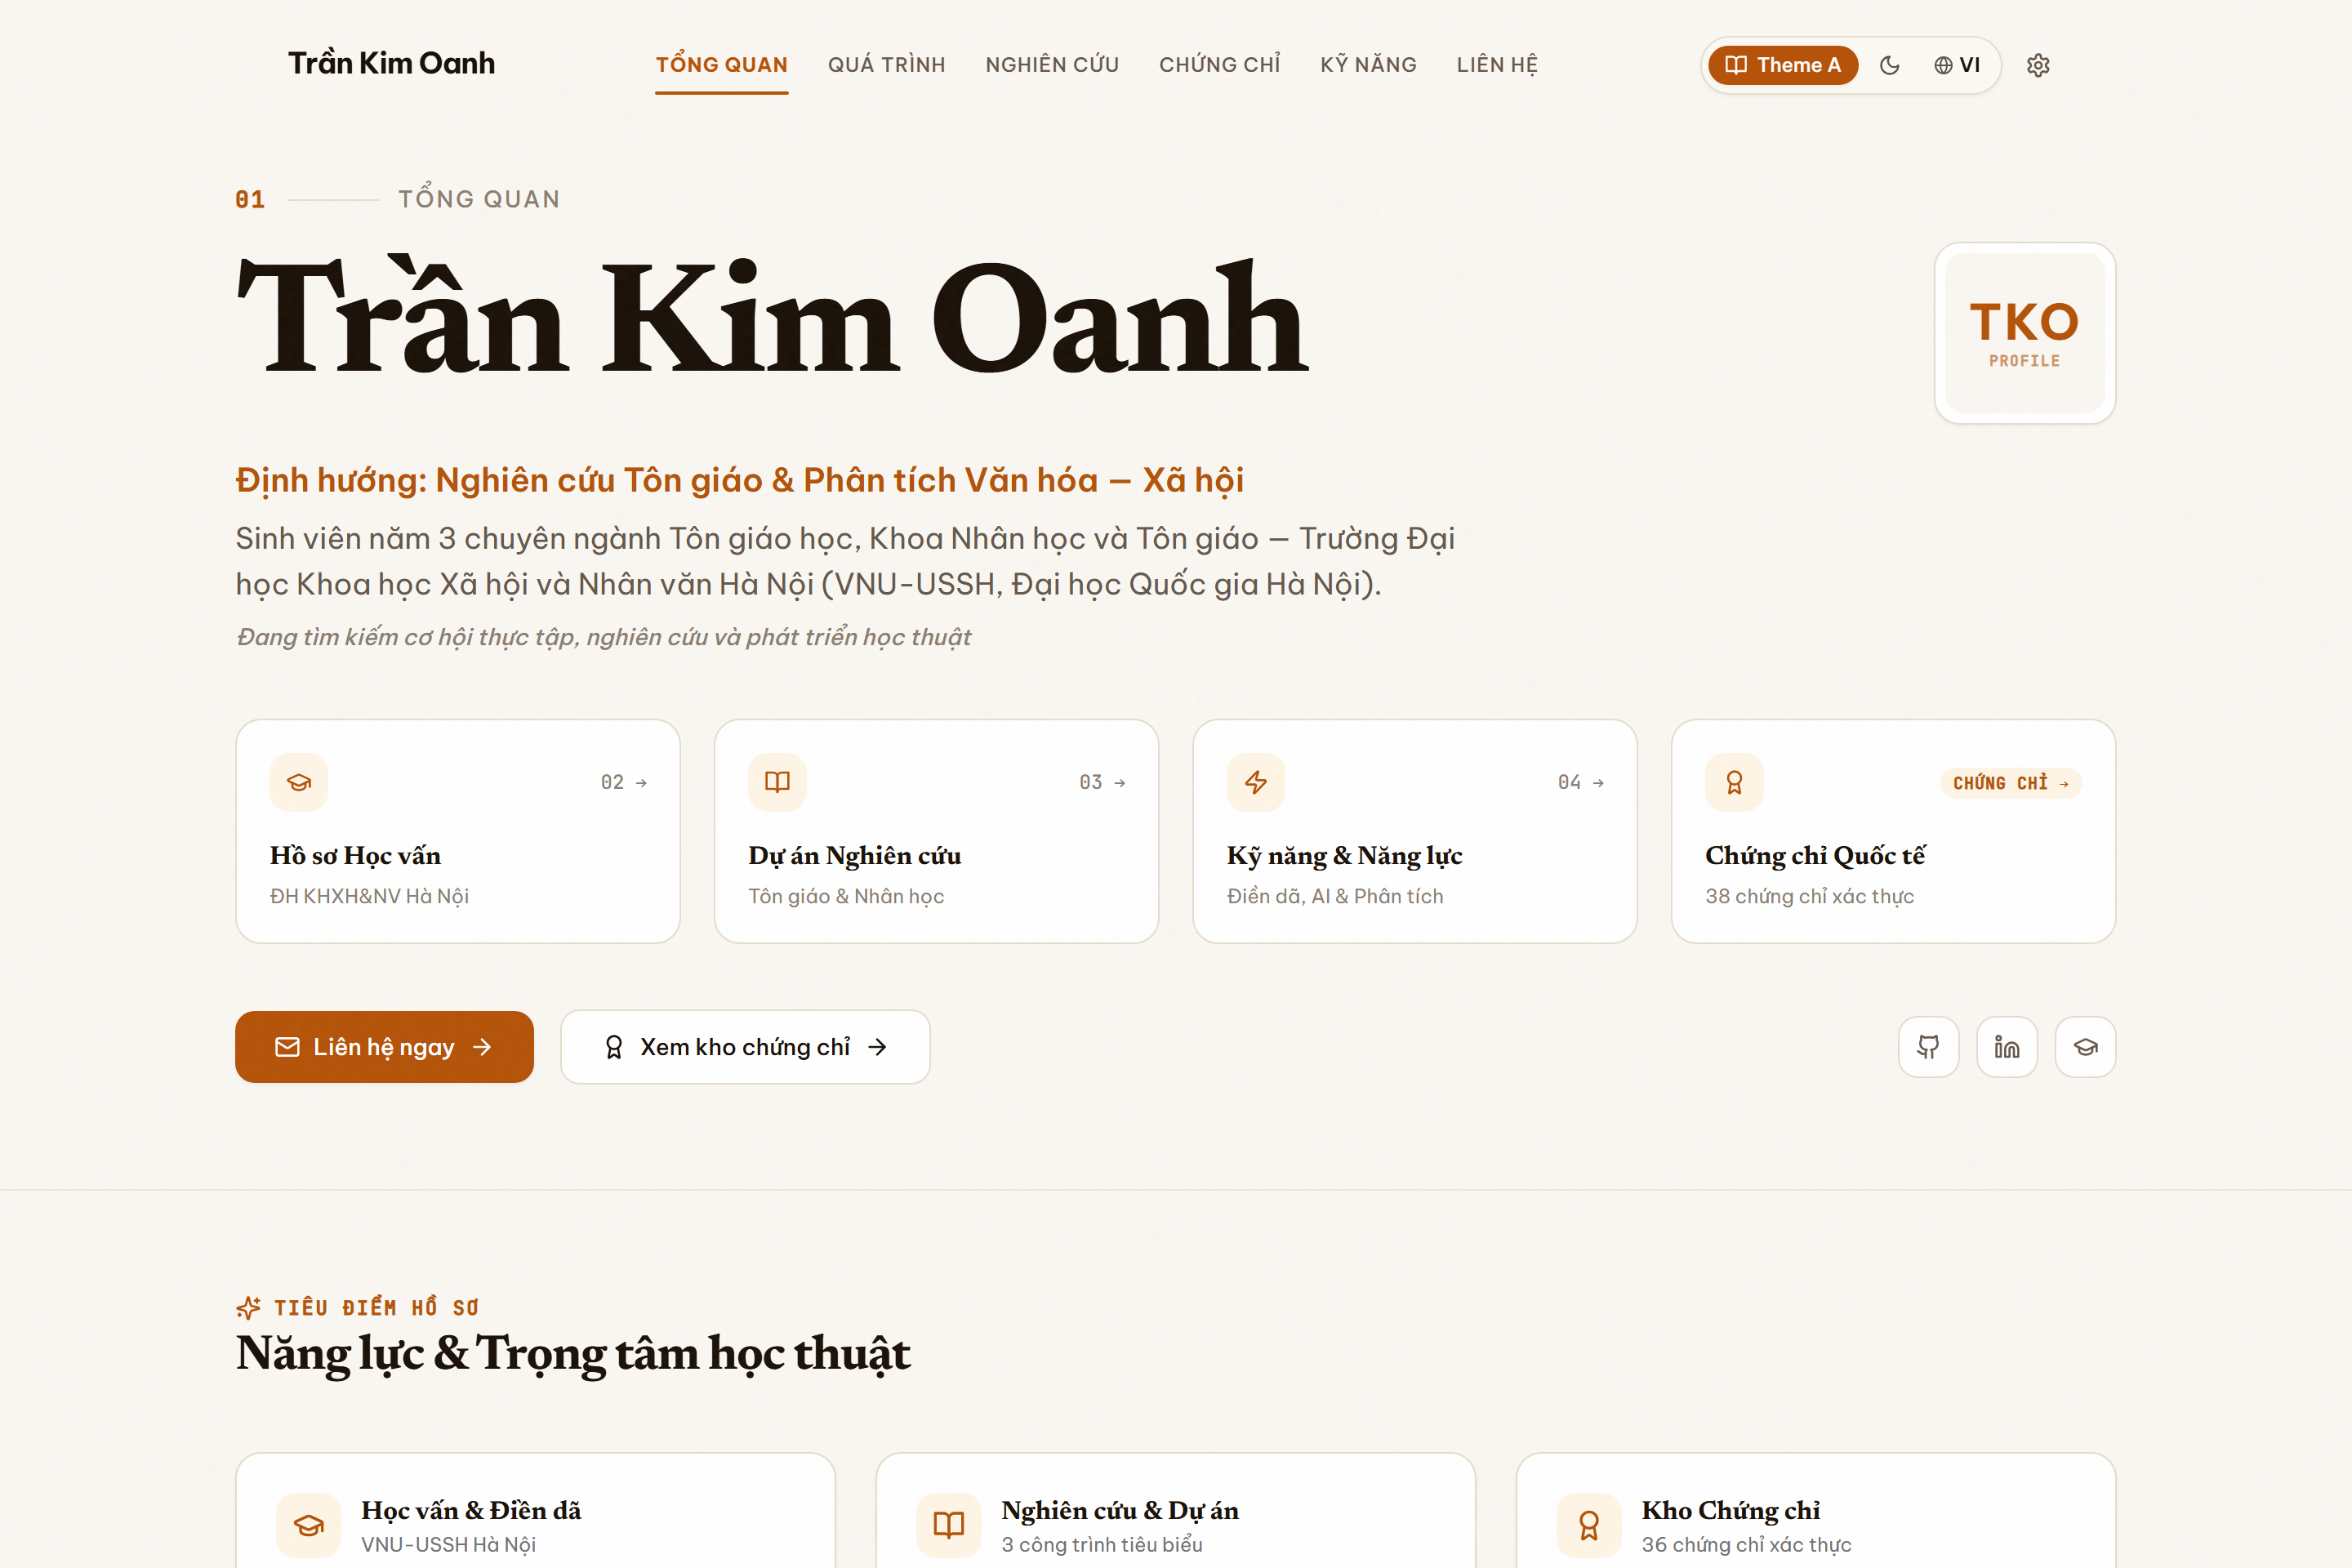 Trần Kim Oanh
TỔNG QUAN
QUÁ TRÌNH
NGHIÊN CỨU
CHỨNG CHỈ
KỸ NĂNG
LIÊN HỆ
Theme A
VI
01
TỔNG QUAN
Trần Kim Oanh
TKO
PROFILE
Định hướng: Nghiên cứu Tôn giáo & Phân tích Văn hóa — Xã hội
Sinh viên năm 3 chuyên ngành Tôn giáo học, Khoa Nhân học và Tôn giáo — Trường Đại
học Khoa học Xã hội và Nhân văn Hà Nội (VNU-USSH, Đại học Quốc gia Hà Nội).
Đang tìm kiếm cơ hội thực tập, nghiên cứu và phát triển học thuật
02 →
Hồ sơ Học vấn
ĐH KHXH&NV Hà Nội
03 →
Dự án Nghiên cứu
Tôn giáo & Nhân học
04 →
Kỹ năng & Năng lực
Điền dã, AI & Phân tích
CHỨNG CHỈ →
Chứng chỉ Quốc tế
38 chứng chỉ xác thực
Liên hệ ngay →
Xem kho chứng chỉ →
TIÊU ĐIỂM HỒ SƠ
Năng lực & Trọng tâm học thuật
Học vấn & Điền dã
VNU-USSH Hà Nội
Nghiên cứu & Dự án
3 công trình tiêu biểu
Kho Chứng chỉ
36 chứng chỉ xác thực